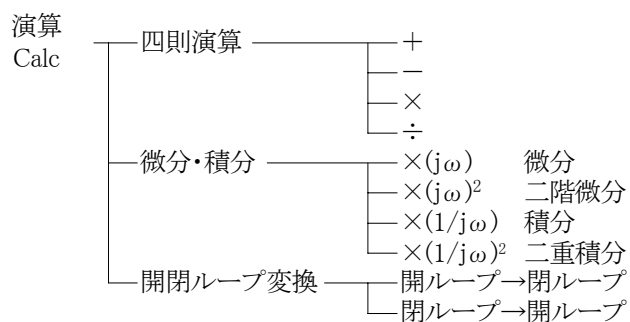 演算
Calc
四則演算
+
−
×
÷
微分・積分
×(jω) 微分
×(jω)² 二階微分
×(1/jω) 積分
×(1/jω)² 二重積分
開閉ループ変換
開ループ→閉ループ
閉ループ→開ループ